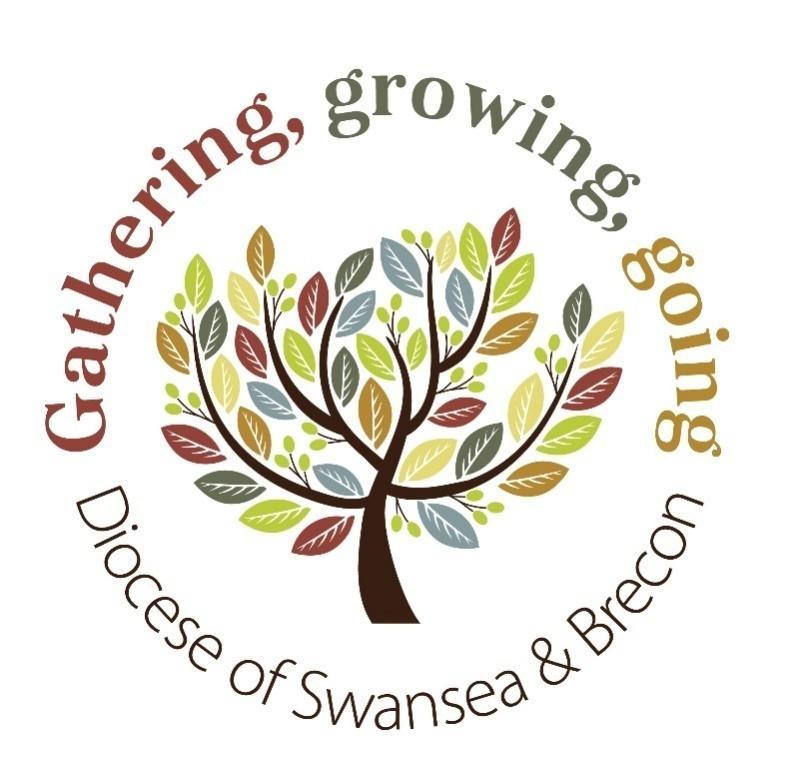 Gathering, growing, going
Diocese of Swansea & Brecon